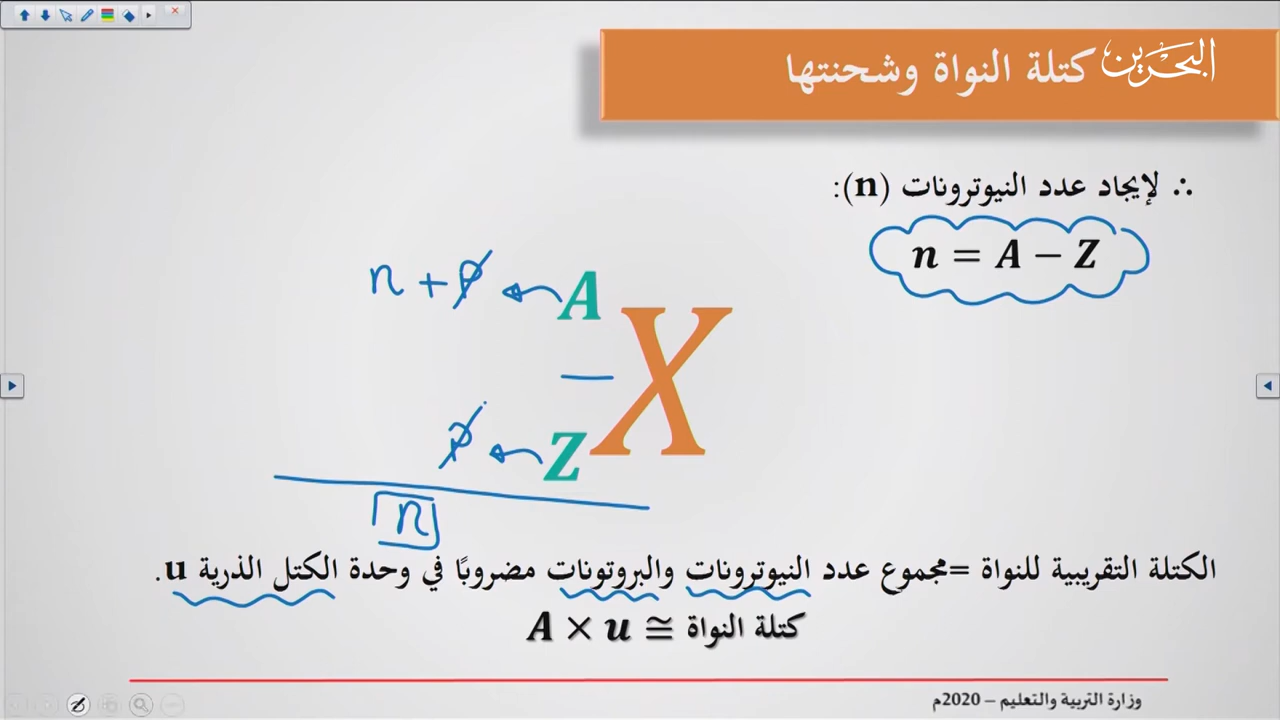 البحرين
كتلة النواة وشحنتها
∴ لإيجاد عدد النيوترونات (n):
n = A − Z
n + p ← A
−
X
p ← Z
n
الكتلة التقريبية للنواة =مجموع عدد النيوترونات والبروتونات مضروبًا في وحدة الكتل الذرية u.
كتلة النواة ≅ A × u
وزارة التربية والتعليم – 2020م